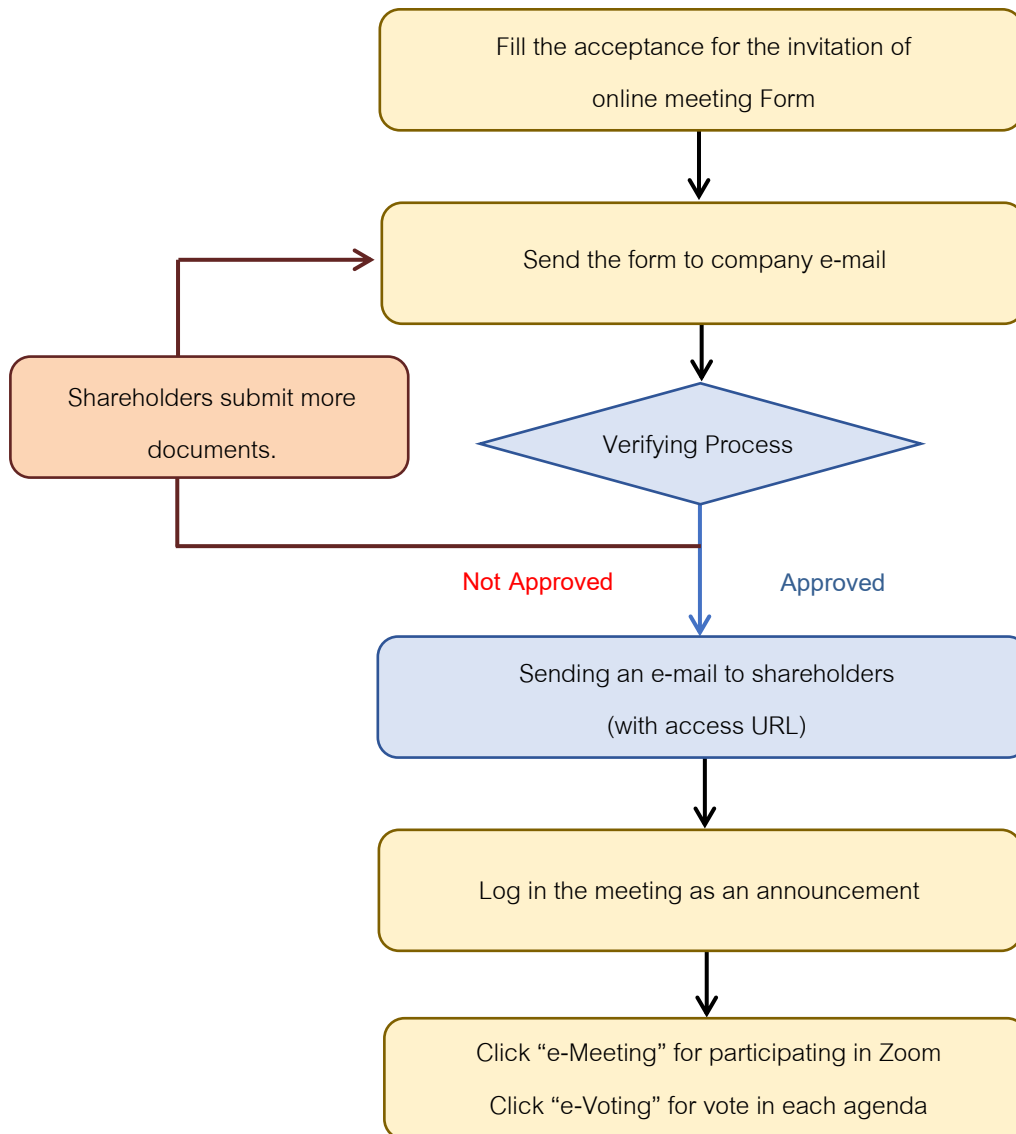 Fill the acceptance for the invitation of
online meeting Form
Send the form to company e-mail
Shareholders submit more
documents.
Verifying Process
Not Approved
Approved
Sending an e-mail to shareholders
(with access URL)
Log in the meeting as an announcement
Click “e-Meeting” for participating in Zoom
Click “e-Voting” for vote in each agenda